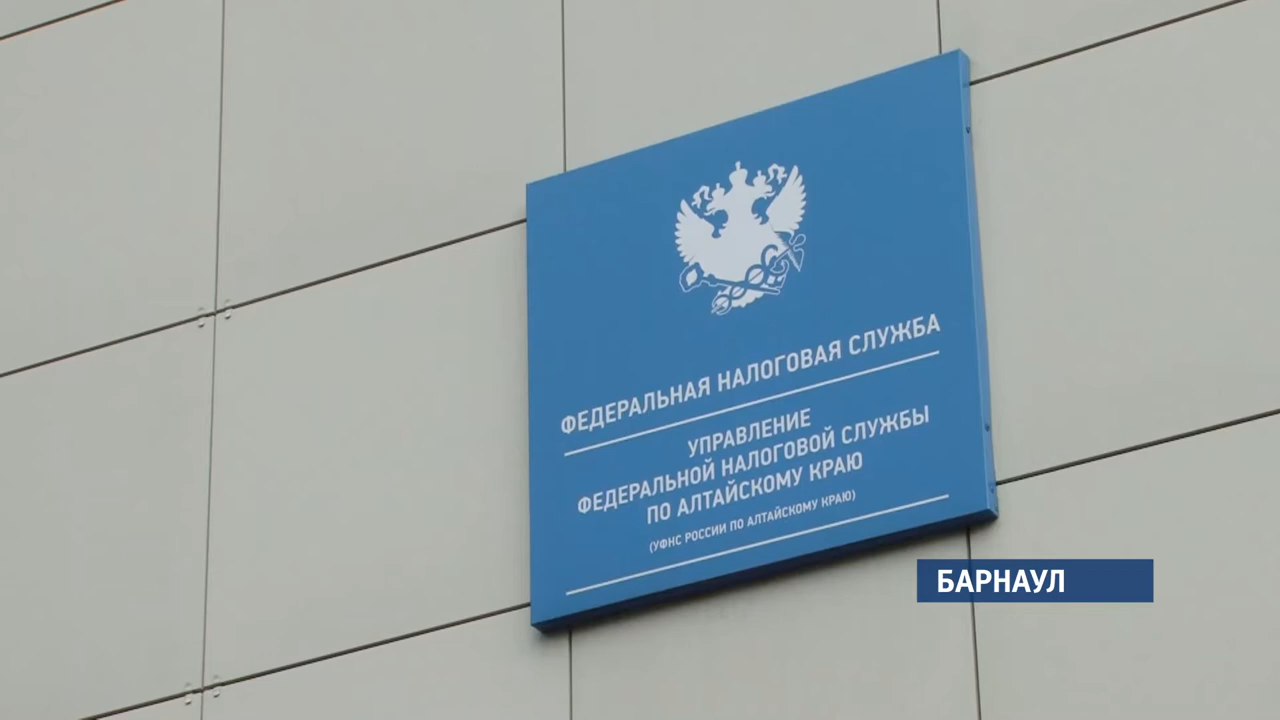 ФЕДЕРАЛЬНАЯ НАЛОГОВАЯ СЛУЖБА
УПРАВЛЕНИЕ
ФЕДЕРАЛЬНОЙ НАЛОГОВОЙ СЛУЖБЫ
ПО АЛТАЙСКОМУ КРАЮ
(УФНС РОССИИ ПО АЛТАЙСКОМУ КРАЮ)
БАРНАУЛ